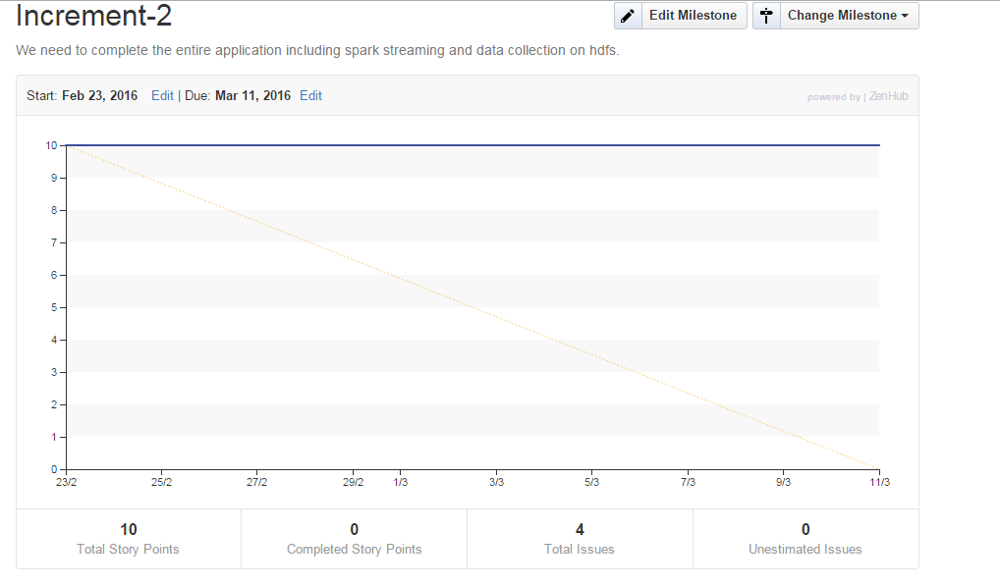 Increment-2
Edit Milestone
Change Milestone
We need to complete the entire application including spark streaming and data collection on hdfs.
Start: Feb 23, 2016 Edit | Due: Mar 11, 2016 Edit
powered by | ZenHub
10
9
8
7
6
5
4
3
2
1
0
23/2 25/2 27/2 29/2 1/3 3/3 5/3 7/3 9/3 11/3
10 0 4 0
Total Story Points Completed Story Points Total Issues Unestimated Issues